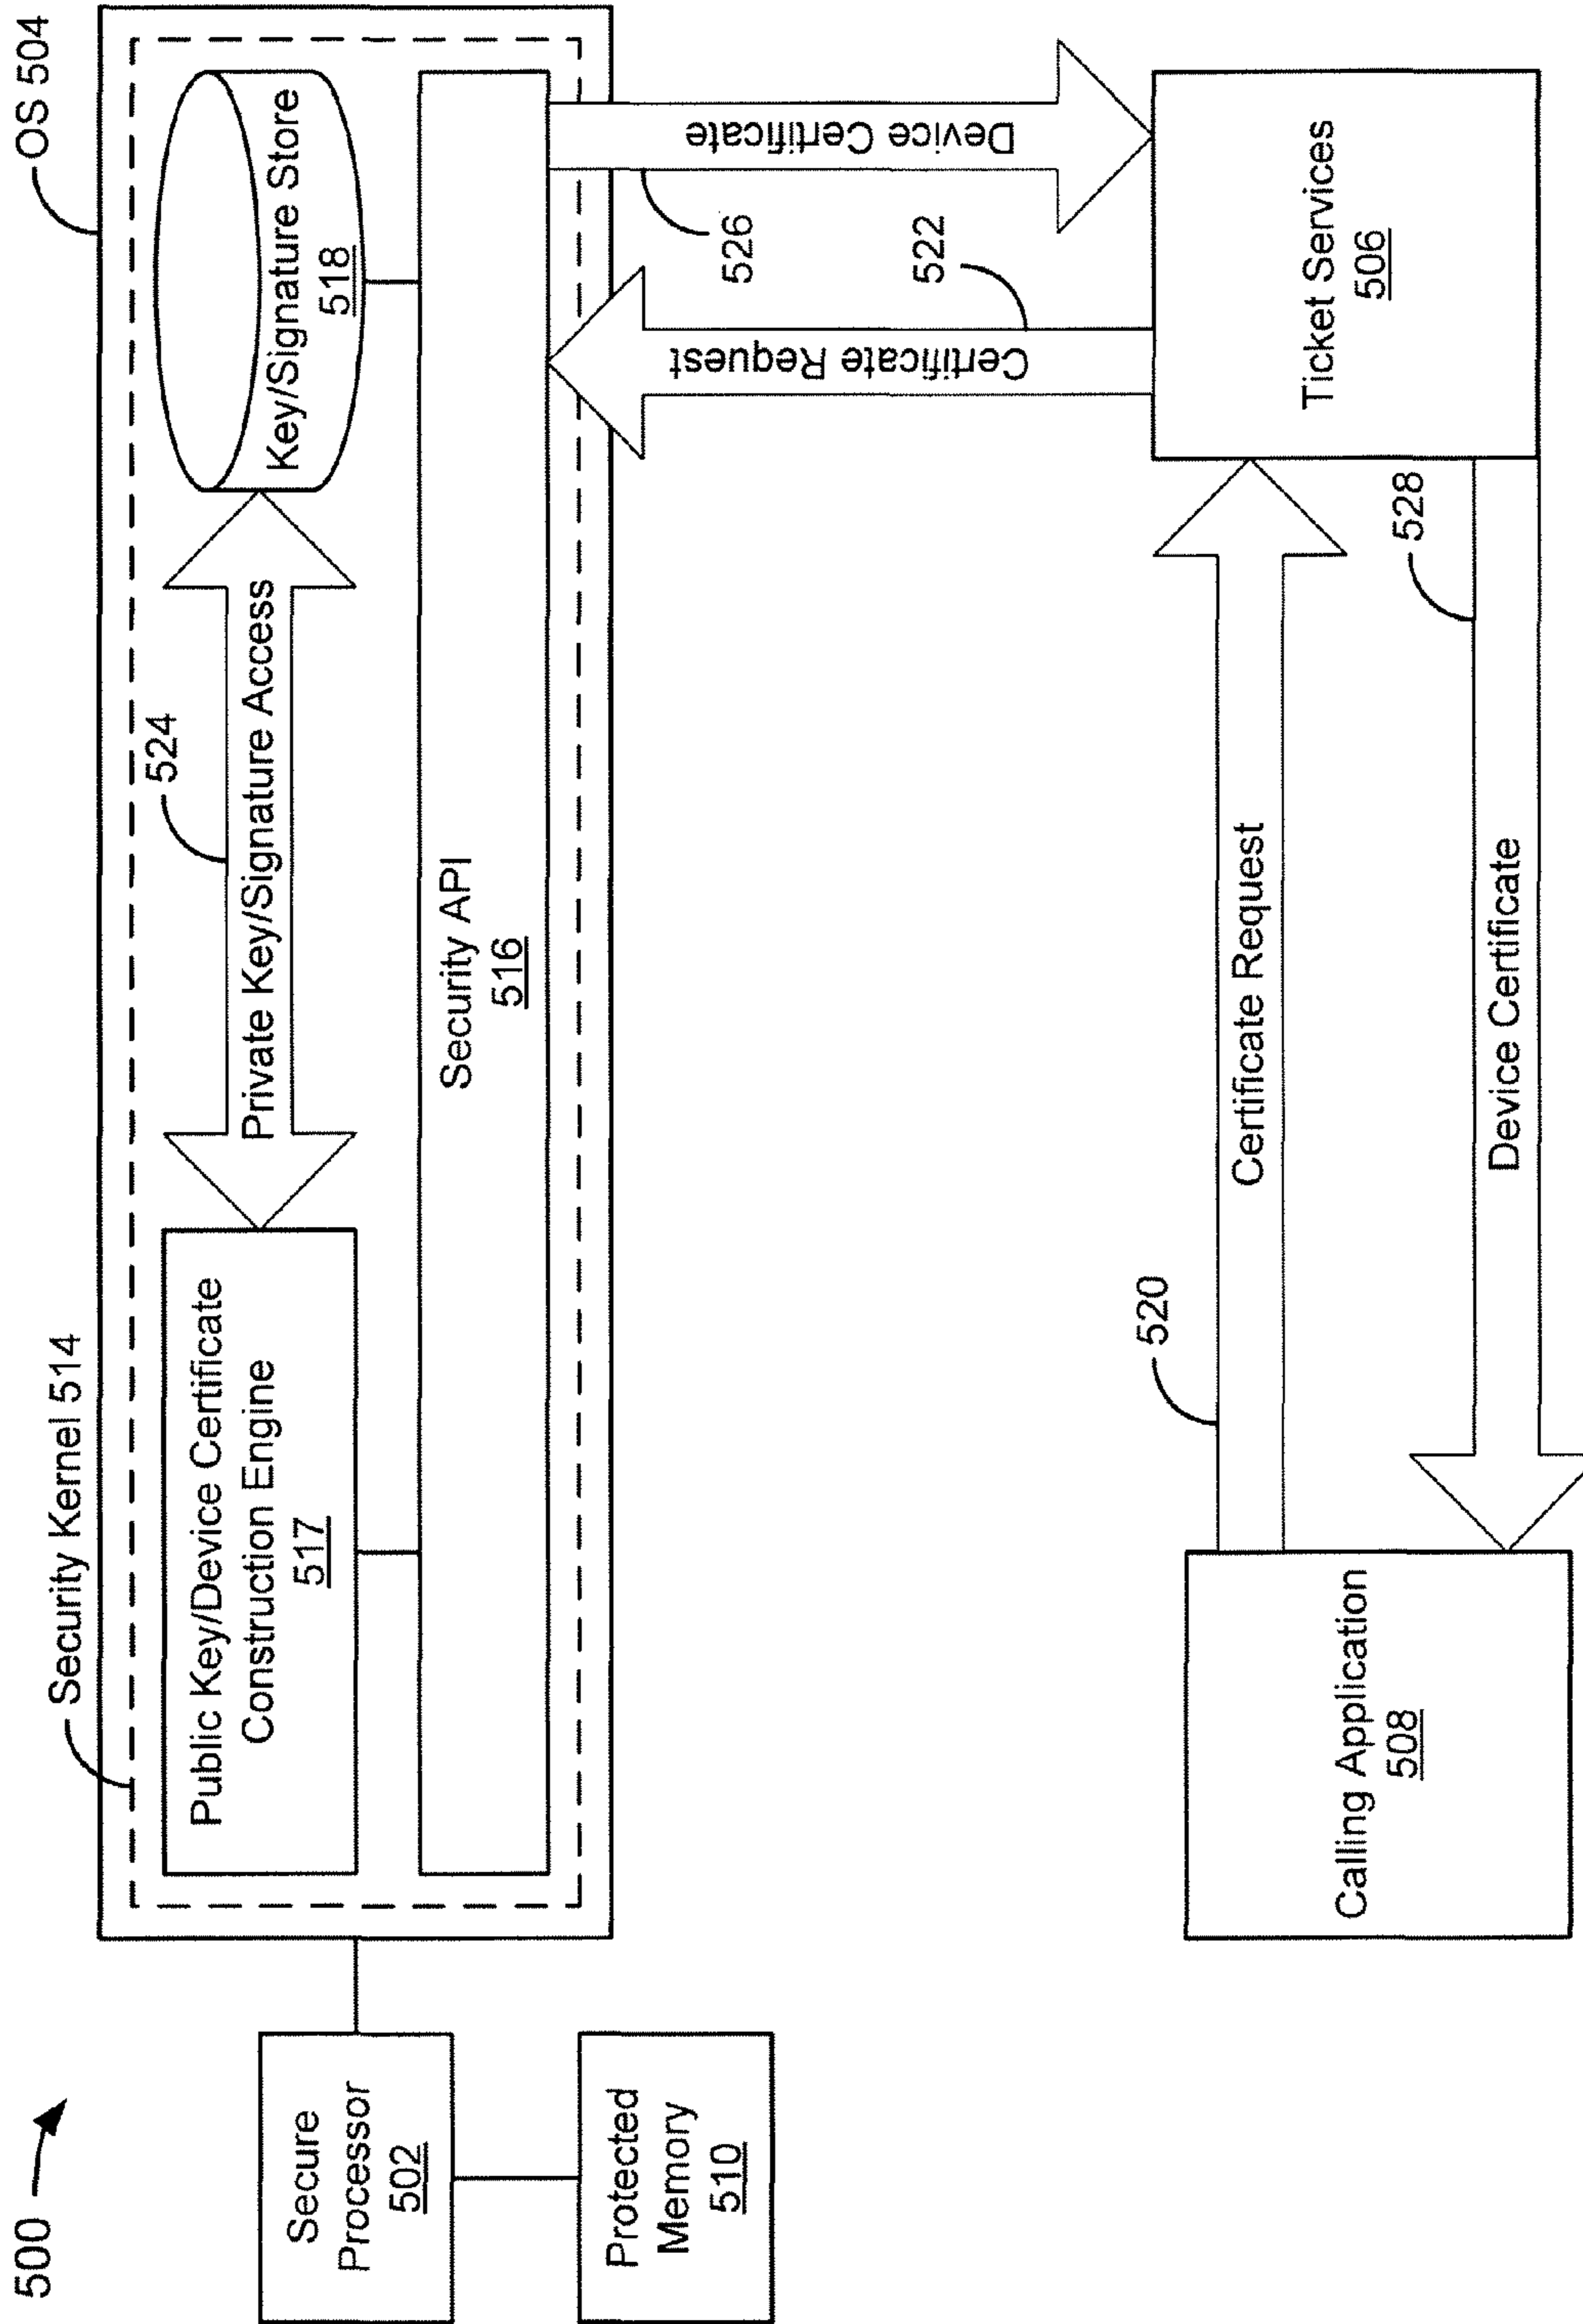 500
OS 504
Security Kernel 514
Public Key/Device Certificate
Construction Engine
517
524
Private Key/Signature Access
Key/Signature Store
518
Security API
516
Secure
Processor
502
Protected
Memory
510
526
Device Certificate
522
Certificate Request
520
Certificate Request
528
Device Certificate
Calling Application
508
Ticket Services
506